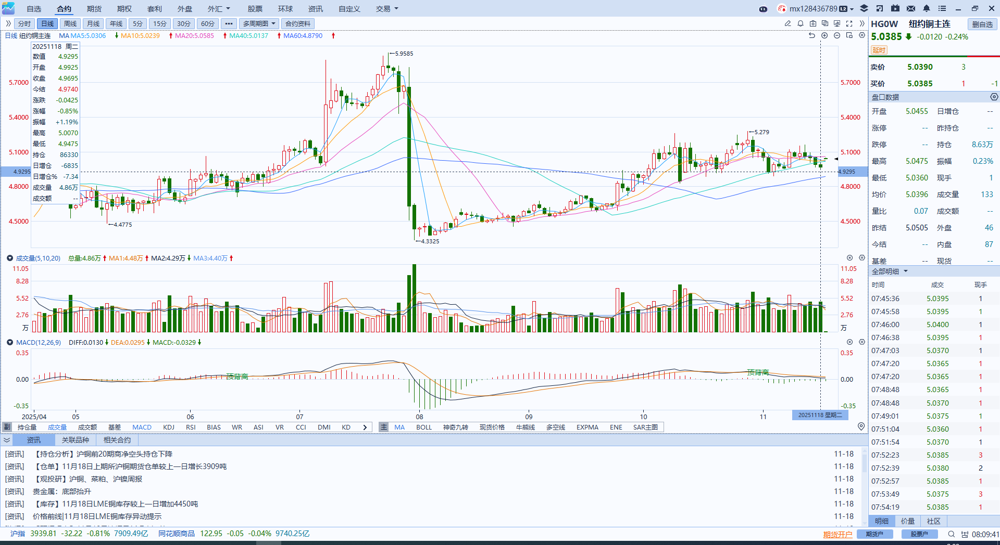 自选 合约 期货 期权 套利 外盘 外汇 股票 环球 资讯 自定义 交易 mx128436789 L2
分时 日线 周线 月线 年线 5分 15分 30分 60分 ••• 多周期图 合约资料
日线 纽约铜主连 MA MA5:5.0306 MA10:5.0239 MA20:5.0585 MA40:5.0137 MA60:4.8790
20251118 周二
数值 4.9295
开盘 4.9925
收盘 4.9695
今结 4.9740
涨跌 -0.0425
涨幅 -0.85%
振幅 +1.19%
最高 5.0070
最低 4.9475
持仓 86330
日增仓 -6835
日增仓% -7.34
成交量 4.86万
成交额 --
5.7000
5.4000
5.1000
4.9295
4.8000
4.5000
5.9585
5.279
4.4775
4.3325
5.7000
5.4000
5.1000
4.9295
4.8000
4.5000
成交量(5,10,20) 总量:4.86万 MA1:4.48万 MA2:4.29万 MA3:4.40万
11.05 11.05
8.28 8.28
5.52 5.52
2.76 2.76
万 万
MACD(12,26,9) DIFF:0.0130 DEA:0.0295 MACD:-0.0329
0.35 0.35
顶背离 顶背离
0.00 0.00
-0.35 -0.35
2025/04 05 06 07 08 09 10 11 20251118 星期二
副 持仓量 成交量 成交额 基差 MACD KDJ RSI BIAS WR ASI VR CCI DMI KD 主 MA BOLL 神奇九转 现货价格 牛熊线 多空线 EXPMA ENE SAR主图
资讯 关联品种 相关合约
[资讯] 【持仓分析】沪铜前20期商净空头持仓下降 11-18
[资讯] 【仓单】11月18日上期所沪铜期货仓单较上一日增长3909吨 11-18
[资讯] 【观投研】沪铜、菜粕、沪镍周报 11-18
[资讯] 贵金属：底部抬升 11-18
[资讯] 【库存】11月18日LME铜库存较上一日增加4450吨 11-18
[资讯] 价格前线|11月18日LME铜库存异动提示 11-18
HG0W 纽约铜主连 删自选
5.0385 -0.0120 -0.24%
延时
卖价 5.0390 3
买价 5.0385 1 -1
盘口数据
开盘 5.0455 日增仓 --
涨停 -- 昨持仓 --
跌停 -- 持仓 8.63万
最高 5.0475 振幅 0.23%
最低 5.0360 现手 1
均价 5.0396 成交量 133
量比 0.07 成交额 --
昨结 5.0505 外盘 46
今结 -- 内盘 87
基差 -- 现货 --
全部明细
时间 成交 现手
07:45:36 5.0395 1
07:45:58 5.0395 1
07:46:00 5.0400 1
07:46:38 5.0395 1
07:47:03 5.0370 1
07:47:20 5.0365 1
07:47:20 5.0365 1
07:48:48 5.0365 1
07:48:48 5.0370 1
07:49:01 5.0375 1
07:51:04 5.0360 1
07:51:54 5.0370 1
07:52:23 5.0385 3
07:52:39 5.0380 2
07:52:57 5.0385 1
07:53:49 5.0375 3
07:54:19 5.0385 1
明细 价量 社区
沪指 3939.81 -32.22 -0.81% 7909.49亿 同花顺商品 122.95 -0.05 -0.04% 9740.25亿 期货开户 期货户 股票户 08:09:41